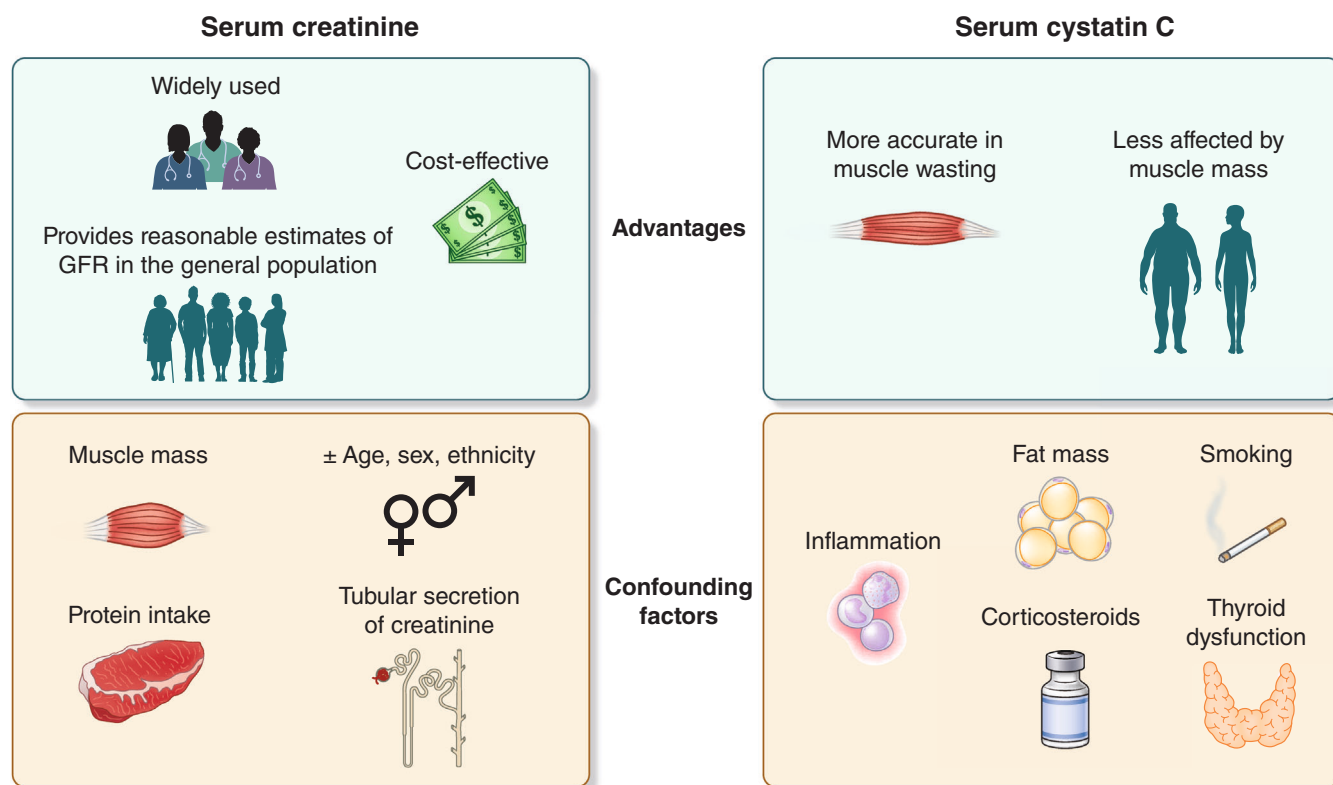 Serum creatinine
Serum cystatin C
Widely used
Cost-effective
Provides reasonable estimates of
GFR in the general population
Advantages
More accurate in
muscle wasting
Less affected by
muscle mass
Muscle mass
± Age, sex, ethnicity
Protein intake
Tubular secretion
of creatinine
Confounding
factors
Inflammation
Fat mass
Smoking
Corticosteroids
Thyroid
dysfunction